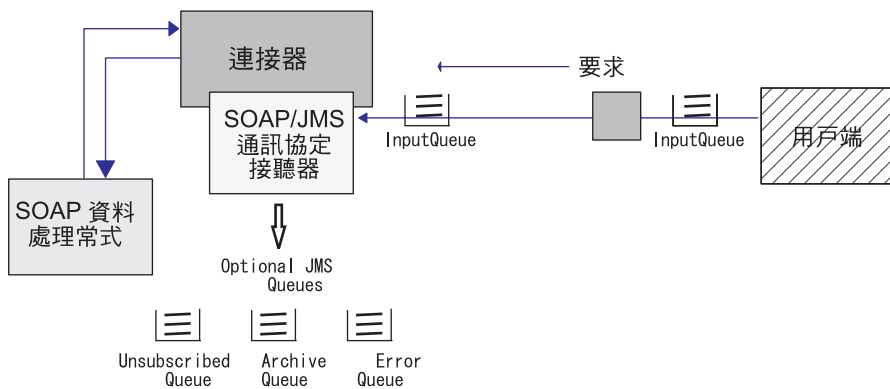 連接器
要求
SOAP/JMS
通訊協定
接聽器
InputQueue
InputQueue
用戶端
SOAP 資料
處理常式
Optional JMS
Queues
Unsubscribed
Queue
Archive
Queue
Error
Queue